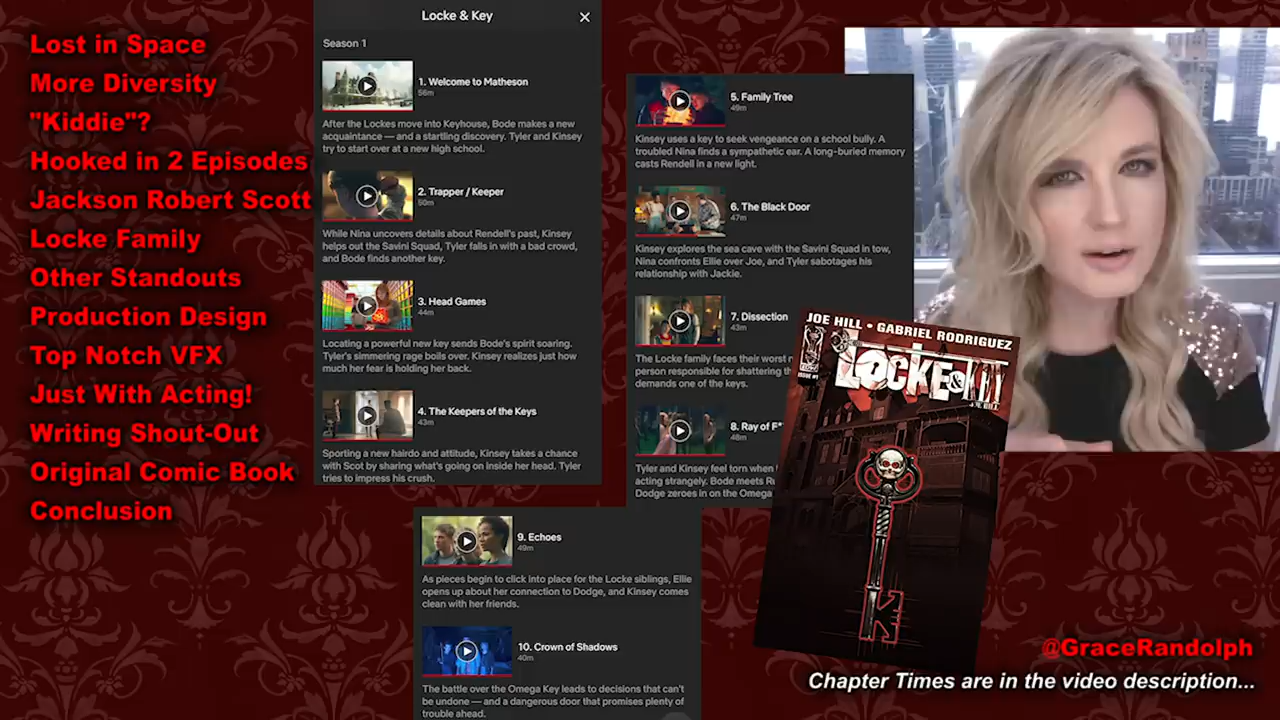 Lost in Space
More Diversity
"Kiddie"?
Hooked in 2 Episodes
Jackson Robert Scott
Locke Family
Other Standouts
Production Design
Top Notch VFX
Just With Acting!
Writing Shout-Out
Original Comic Book
Conclusion
Locke & Key
Season 1
1. Welcome to Matheson
56m
After the Lockes move into Keyhouse, Bode makes a new
acquaintance — and a startling discovery. Tyler and Kinsey
try to start over at a new high school.
2. Trapper / Keeper
50m
While Nina uncovers details about Rendell's past, Kinsey
helps out the Savini Squad, Tyler falls in with a bad crowd,
and Bode finds another key.
3. Head Games
44m
Locating a powerful new key sends Bode's spirit soaring.
Tyler's simmering rage boils over. Kinsey realizes just how
much her fear is holding her back.
4. The Keepers of the Keys
43m
Sporting a new hairdo and attitude, Kinsey takes a chance
with Scot by sharing what's going on inside her head. Tyler
tries to impress his crush.
5. Family Tree
49m
Kinsey uses a key to seek vengeance on a school bully. A
troubled Nina finds a sympathetic ear. A long-buried memory
casts Rendell in a new light.
6. The Black Door
47m
Kinsey explores the sea cave with the Savini Squad in tow,
Nina confronts Ellie over Joe, and Tyler sabotages his
relationship with Jackie.
7. Dissection
43m
The Locke family faces their worst
person responsible for shattering
demands one of the keys.
8. Ray of F
48m
Tyler and Kinsey feel torn when
acting strangely. Bode meets
Dodge zeroes in on the Omega
9. Echoes
49m
As pieces begin to click into place for the Locke siblings, Ellie
opens up about her connection to Dodge, and Kinsey comes
clean with her friends.
10. Crown of Shadows
40m
The battle over the Omega Key leads to decisions that can't
be undone — and a dangerous door that promises plenty of
trouble ahead.
JOE HILL • GABRIEL RODRIGUEZ
LOCKE & KEY
@GraceRandolph
Chapter Times are in the video description...